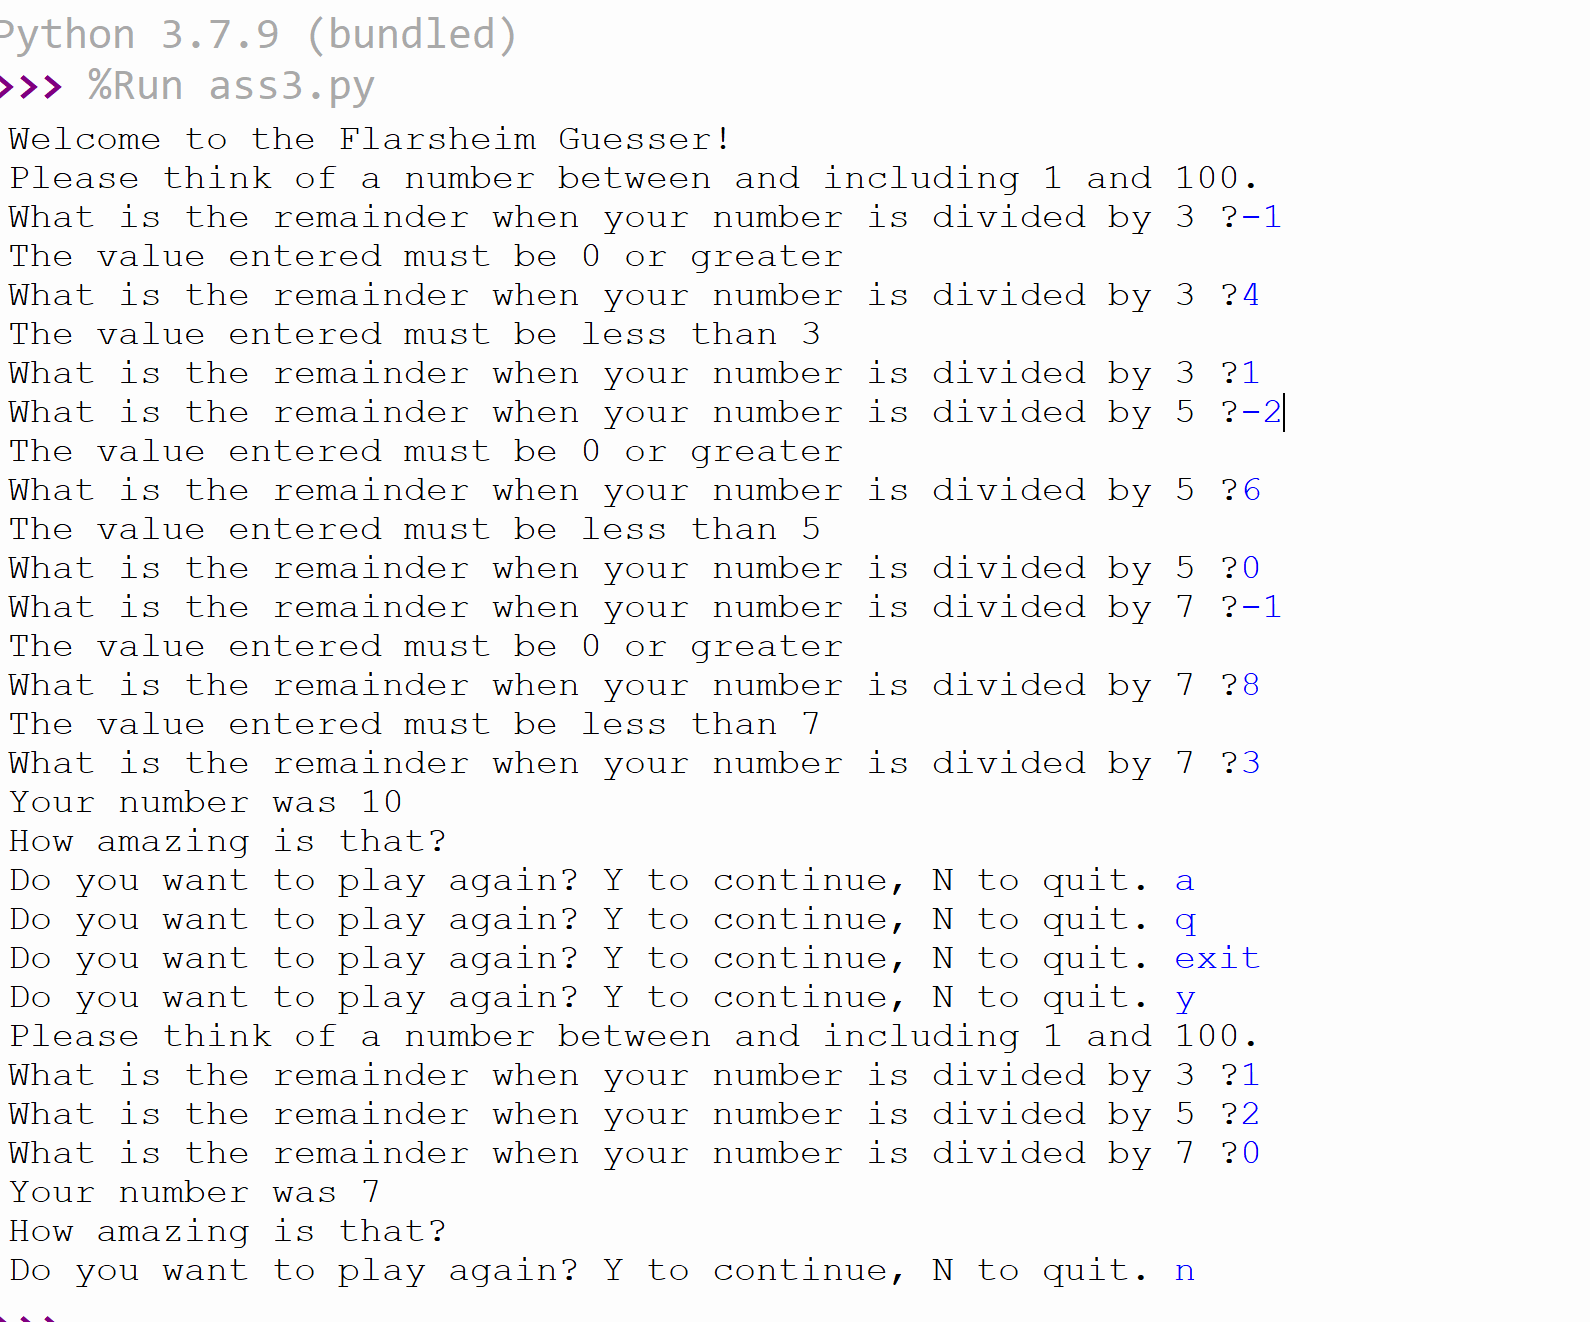 Python 3.7.9 (bundled)
>>> %Run ass3.py
Welcome to the Flarsheim Guesser!
Please think of a number between and including 1 and 100.
What is the remainder when your number is divided by 3 ?-1
The value entered must be 0 or greater
What is the remainder when your number is divided by 3 ?4
The value entered must be less than 3
What is the remainder when your number is divided by 3 ?1
What is the remainder when your number is divided by 5 ?-2
The value entered must be 0 or greater
What is the remainder when your number is divided by 5 ?6
The value entered must be less than 5
What is the remainder when your number is divided by 5 ?0
What is the remainder when your number is divided by 7 ?-1
The value entered must be 0 or greater
What is the remainder when your number is divided by 7 ?8
The value entered must be less than 7
What is the remainder when your number is divided by 7 ?3
Your number was 10
How amazing is that?
Do you want to play again? Y to continue, N to quit. a
Do you want to play again? Y to continue, N to quit. q
Do you want to play again? Y to continue, N to quit. exit
Do you want to play again? Y to continue, N to quit. y
Please think of a number between and including 1 and 100.
What is the remainder when your number is divided by 3 ?1
What is the remainder when your number is divided by 5 ?2
What is the remainder when your number is divided by 7 ?0
Your number was 7
How amazing is that?
Do you want to play again? Y to continue, N to quit. n
>>>